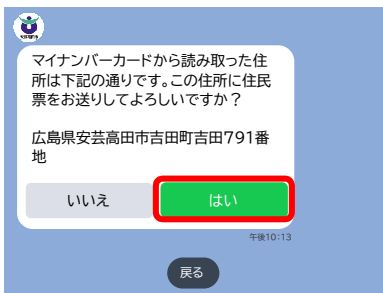 マイナンバーカードから読み取った住
所は下記の通りです。この住所に住民
票をお送りしてよろしいですか？
広島県安芸高田市吉田町吉田791番
地
いいえ
はい
午後10:13
戻る